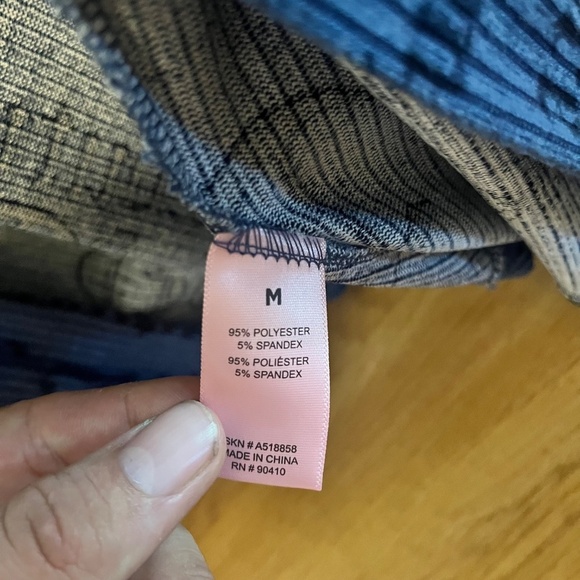 M
95% POLYESTER
5% SPANDEX
95% POLIÉSTER
5% SPANDEX
SKN # A518858
MADE IN CHINA
RN # 90410